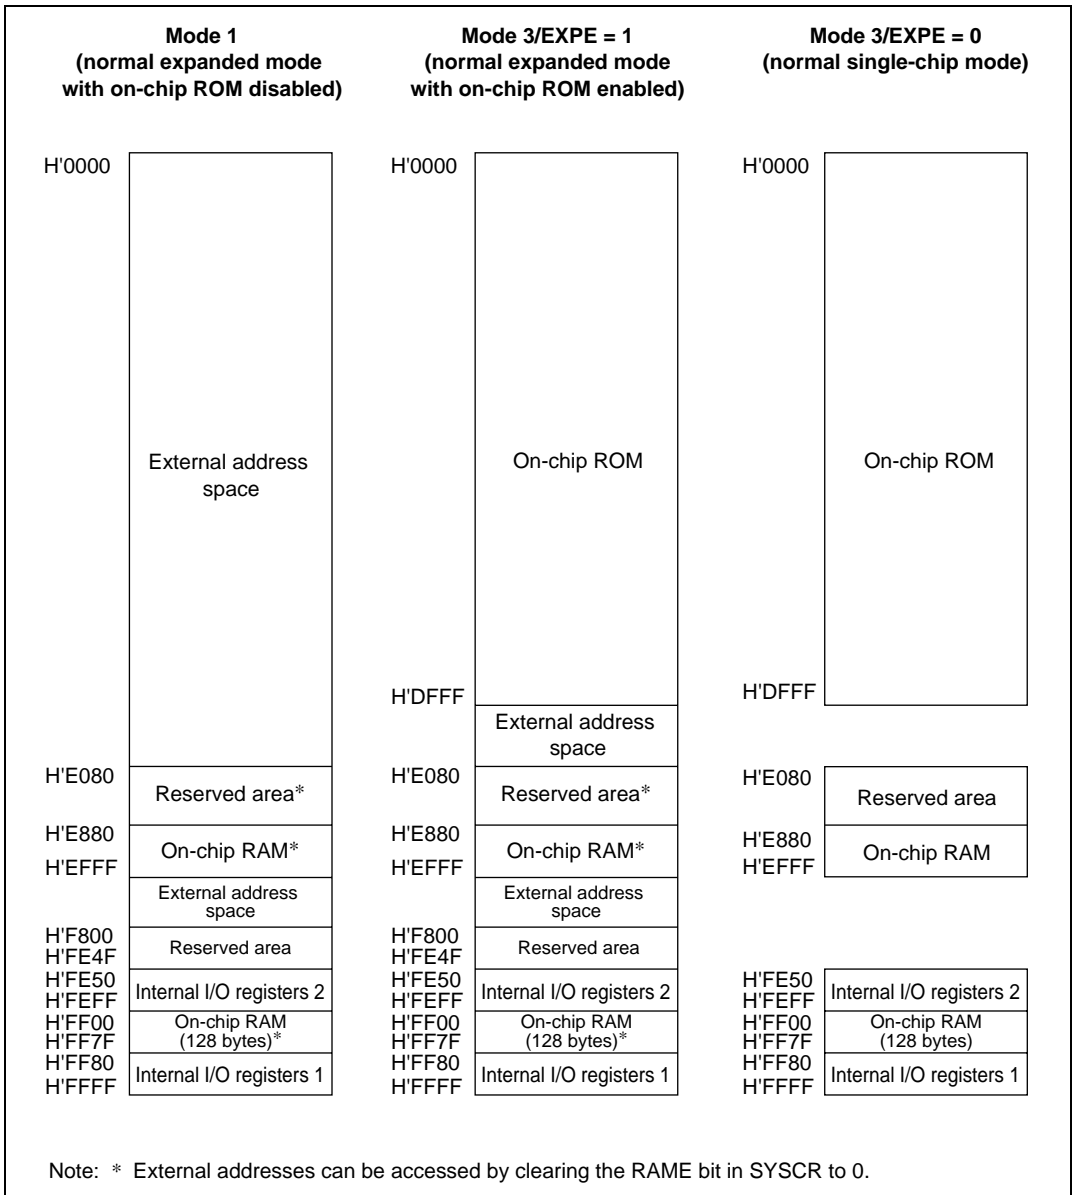 Mode 1
(normal expanded mode
with on-chip ROM disabled)
H'0000
External address
space
H'E080
Reserved area*
H'E880
On-chip RAM*
H'EFFF
External address
space
H'F800
Reserved area
H'FE4F
H'FE50
Internal I/O registers 2
H'FEFF
H'FF00
On-chip RAM
(128 bytes)*
H'FF7F
H'FF80
Internal I/O registers 1
H'FFFF
Mode 3/EXPE = 1
(normal expanded mode
with on-chip ROM enabled)
H'0000
On-chip ROM
H'DFFF
External address
space
H'E080
Reserved area*
H'E880
On-chip RAM*
H'EFFF
External address
space
H'F800
Reserved area
H'FE4F
H'FE50
Internal I/O registers 2
H'FEFF
H'FF00
On-chip RAM
(128 bytes)*
H'FF7F
H'FF80
Internal I/O registers 1
H'FFFF
Mode 3/EXPE = 0
(normal single-chip mode)
H'0000
On-chip ROM
H'DFFF
H'E080
Reserved area
H'E880
On-chip RAM
H'EFFF
H'FE50
Internal I/O registers 2
H'FEFF
H'FF00
On-chip RAM
(128 bytes)
H'FF7F
H'FF80
Internal I/O registers 1
H'FFFF
Note: * External addresses can be accessed by clearing the RAME bit in SYSCR to 0.